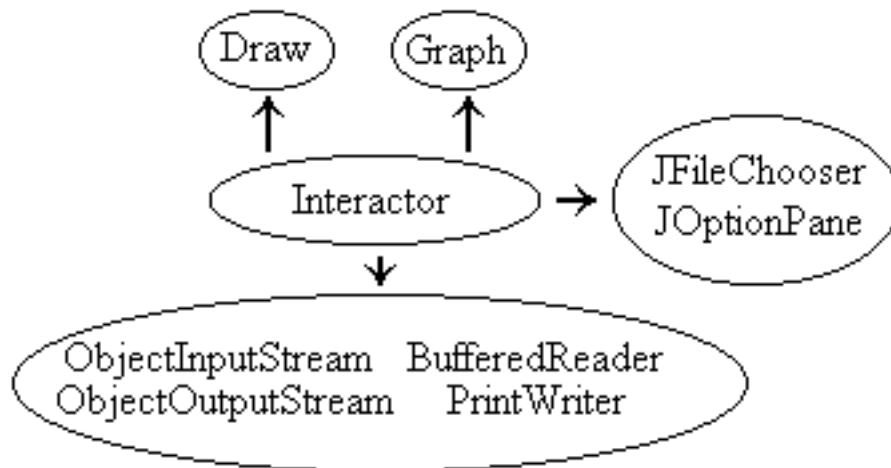 Draw
Graph
Interactor
JFileChooser
JOptionPane
ObjectInputStream BufferedReader
ObjectOutputStream PrintWriter